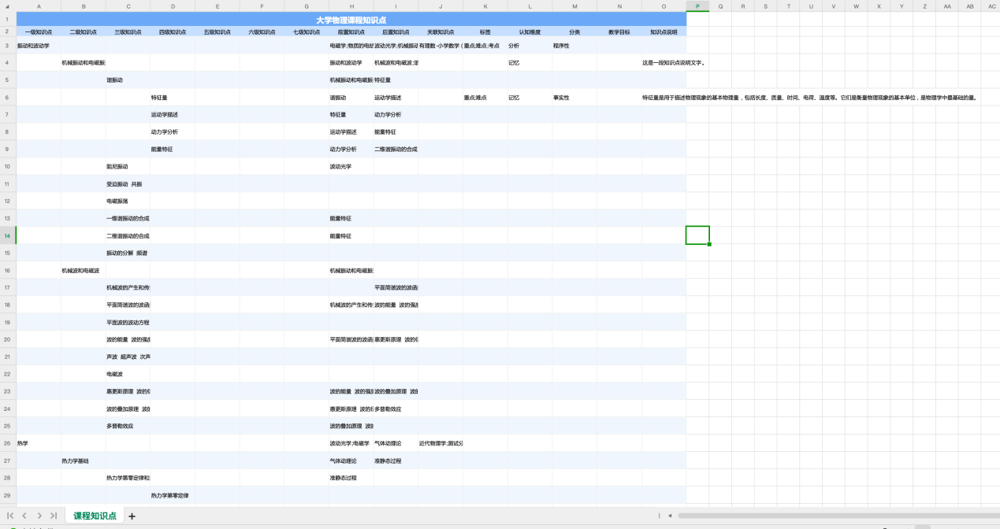 A B C D E F G H I J K L M N O P Q R S T U V W X Y Z AA AB AC
1 大学物理课程知识点
2 一级知识点 二级知识点 三级知识点 四级知识点 五级知识点 六级知识点 七级知识点 前置知识点 后置知识点 关联知识点 标签 认知维度 分类 教学目标 知识点说明
3 振动和波动学 电磁学;物质的电 波动光学;机械振动 有理数-小学数学 ( 重点;难点;考点 分析 程序性
4 机械振动和电磁振 振动和波动学 机械波和电磁波; 记忆 这是一段知识点说明文字。
5 谐振动 机械振动和电磁振 特征量
6 特征量 谐振动 运动学描述 重点;难点 记忆 事实性 特征量是用于描述物理现象的基本物理量，包括长度、质量、时间、电荷、温度等。它们是衡量物理现象的基本单位，是物理学中最基础的量。
7 运动学描述 特征量 动力学分析
8 动力学分析 运动学描述 能量特征
9 能量特征 动力学分析 二维谐振动的合成
10 阻尼振动 波动光学
11 受迫振动 共振
12 电磁振荡
13 一维谐振动的合成 能量特征
14 二维谐振动的合成 能量特征
15 振动的分解 频谱
16 机械波和电磁波 机械振动和电磁振
17 机械波的产生和传 平面简谐波的波函
18 平面简谐波的波函 机械波的产生和传 波的能量 波的强
19 平面波的波动方程
20 波的能量 波的强 平面简谐波的波函 惠更斯原理 波的
21 声波 超声波 次声
22 电磁波
23 惠更斯原理 波的 波的能量 波的强 波的叠加原理 波
24 波的叠加原理 波 惠更斯原理 波的 多普勒效应
25 多普勒效应 波的叠加原理 波
26 热学 波动光学;电磁学 气体动理论 近代物理学;测试
27 热力学基础 气体动理论 准静态过程
28 热力学第零定律和 准静态过程
29 热力学第零定律
课程知识点 +